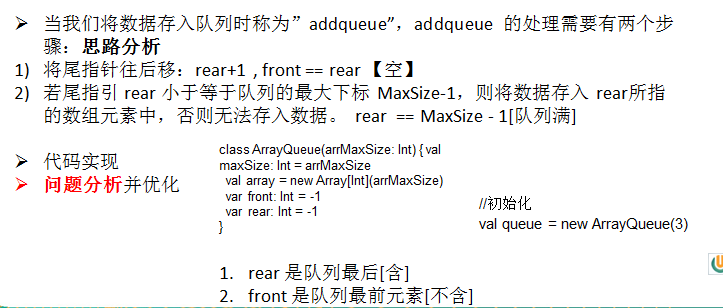 ➢ 当我们将数据存入队列时称为”addqueue”，addqueue 的处理需要有两个步
骤：思路分析
1) 将尾指针往后移：rear+1 , front == rear 【空】
2) 若尾指引 rear 小于等于队列的最大下标 MaxSize-1，则将数据存入 rear所指
的数组元素中，否则无法存入数据。 rear == MaxSize - 1[队列满]
➢ 代码实现
➢ 问题分析并优化
class ArrayQueue(arrMaxSize: Int) { val
maxSize: Int = arrMaxSize
val array = new Array[Int](arrMaxSize)
var front: Int = -1
var rear: Int = -1
}
//初始化
val queue = new ArrayQueue(3)
1. rear 是队列最后[含]
2. front 是队列最前元素[不含]